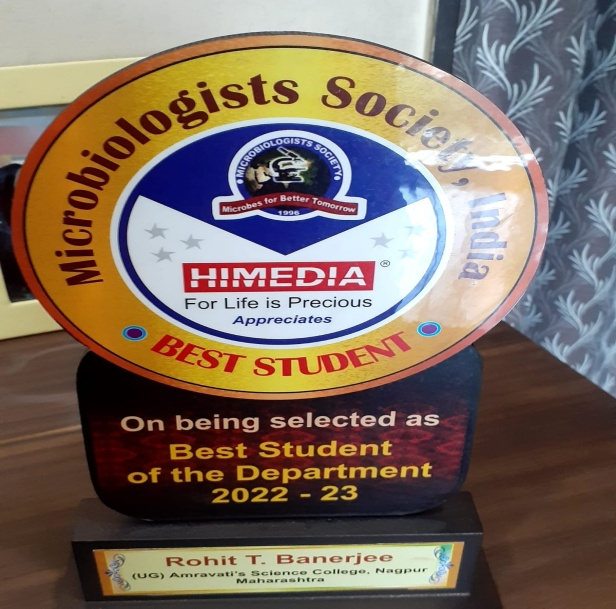 Microbiologists Society, India
MICROBIOLOGISTS SOCIETY
Microbes for Better Tomorrow
1996
HIMEDIA®
For Life is Precious
Appreciates
BEST STUDENT
On being selected as
Best Student
of the Department
2022 - 23
Rohit T. Banerjee
(UG) Amravati's Science College, Nagpur
Maharashtra